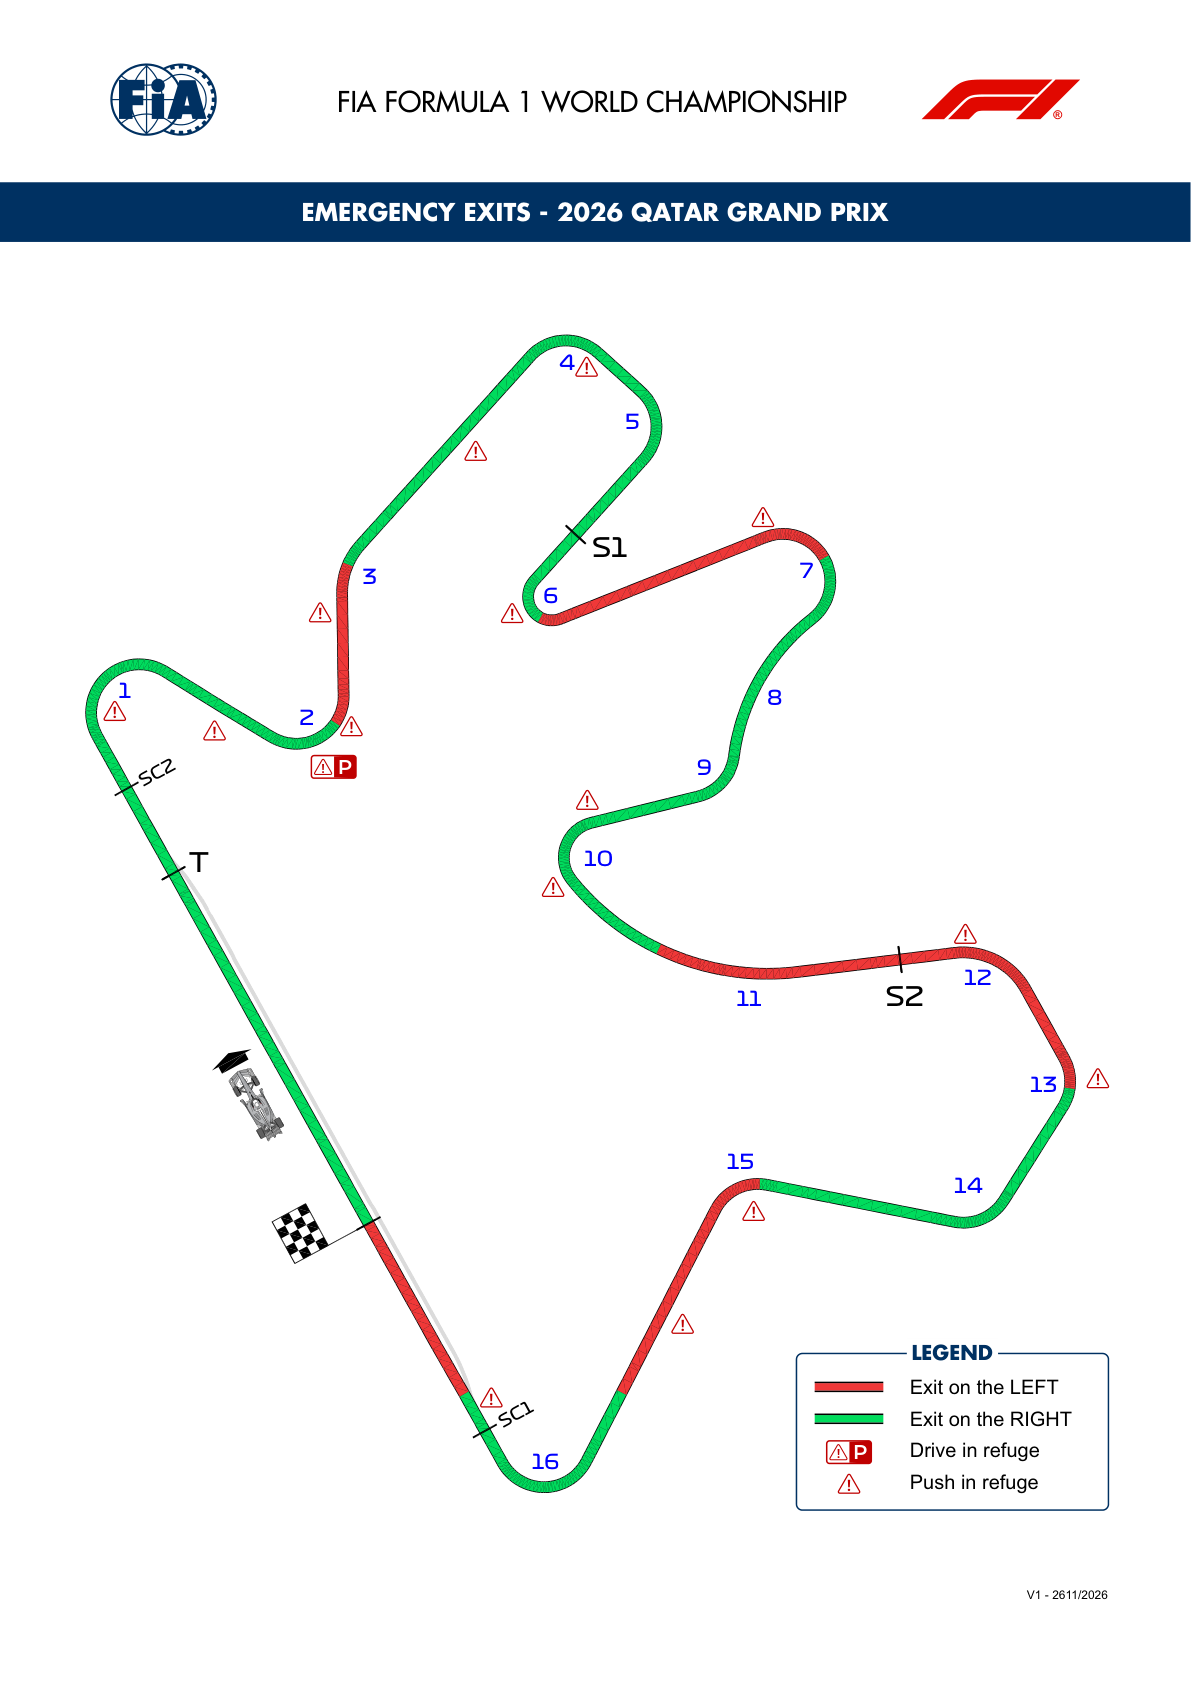 FiA
FIA FORMULA 1 WORLD CHAMPIONSHIP
F1
®
EMERGENCY EXITS - 2026 QATAR GRAND PRIX
4
5
S1
3
6
7
1
2
8
P
SC2
9
T
10
12
11
S2
13
15
14
SC1
16
LEGEND
Exit on the LEFT
Exit on the RIGHT
P Drive in refuge
Push in refuge
V1 - 2611/2026